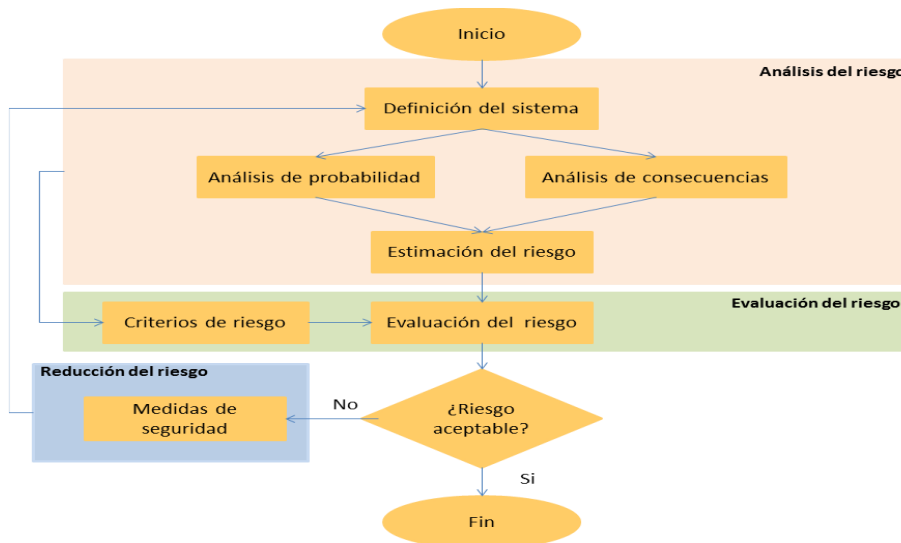 Inicio
Análisis del riesgo
Definición del sistema
Análisis de probabilidad
Análisis de consecuencias
Estimación del riesgo
Evaluación del riesgo
Criterios de riesgo
Evaluación del riesgo
Reducción del riesgo
Medidas de
seguridad
No
¿Riesgo
aceptable?
Si
Fin